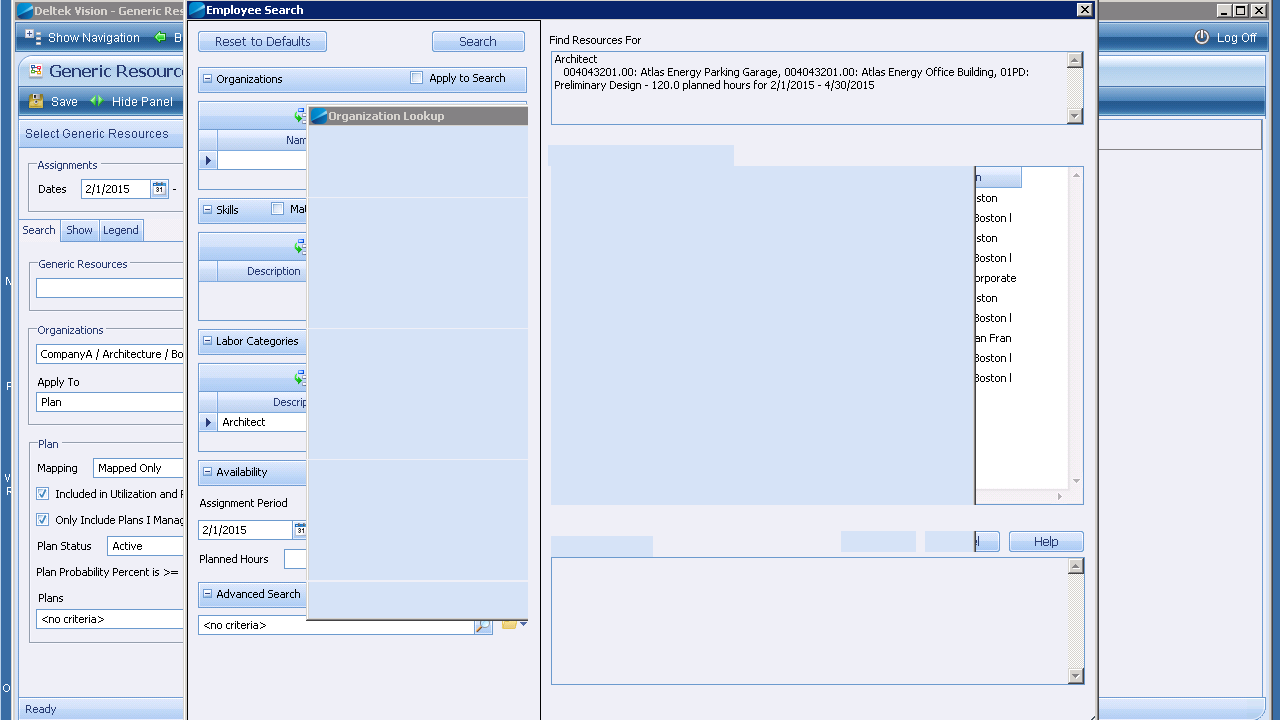 Deltek Vision - Generic Res
Employee Search
Show Navigation
Log Off
Generic Resourc
Save
Hide Panel
Select Generic Resources
Assignments
Dates
2/1/2015
-
Search
Show
Legend
Generic Resources
Organizations
CompanyA / Architecture / Bo
Apply To
Plan
Plan
Mapping
Mapped Only
Included in Utilization and
Only Include Plans I Manag
Plan Status
Active
Plan Probability Percent is >=
Plans
<no criteria>
Ready
Reset to Defaults
Search
Organizations
Apply to Search
Organization Lookup
Nam
Skills
Mat
Description
Labor Categories
Descrip
Architect
Availability
Assignment Period
2/1/2015
Planned Hours
Advanced Search
<no criteria>
Find Resources For
Architect
004043201.00: Atlas Energy Parking Garage, 004043201.00: Atlas Energy Office Building, 01PD:
Preliminary Design - 120.0 planned hours for 2/1/2015 - 4/30/2015
n
ston
Boston
ston
Boston
orporate
ston
Boston
an Fran
Boston
Boston
Help